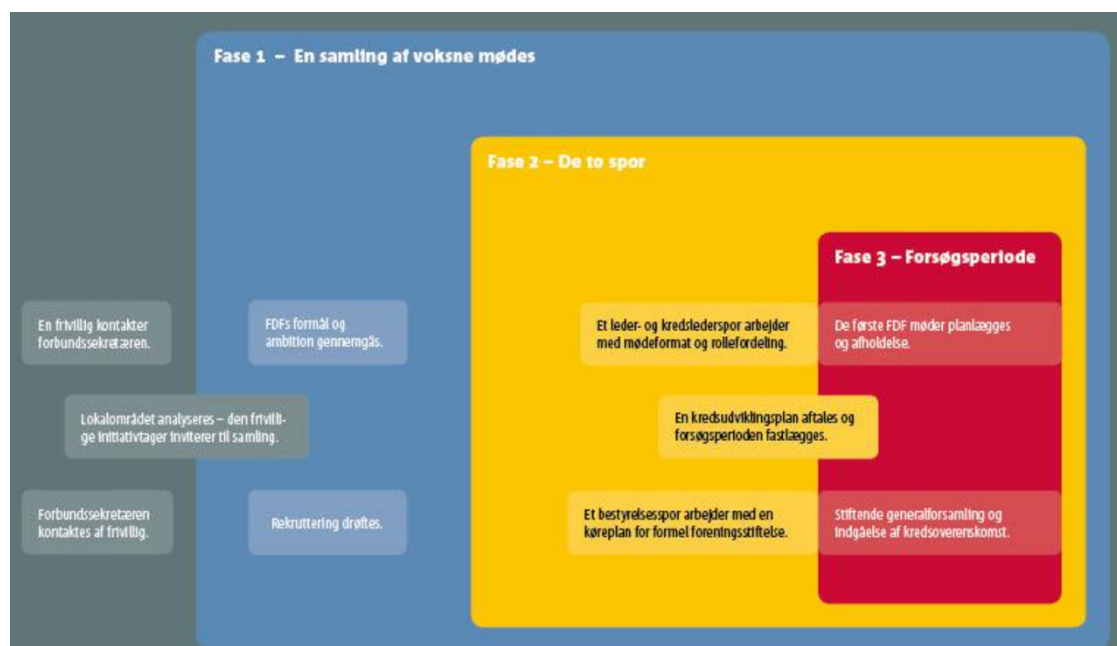 Fase 1 – En samling af voksne mødes
Fase 2 – De to spor
Fase 3 – Forsøgsperiode
En frivillig kontakter
forbundssekretæren.
FDFs formål og
ambition gennemgås.
Et leder- og kredslederspor arbejder
med mødeformat og rollefordeling.
De første FDF møder planlægges
og afholdelse.
Lokalområdet analyseres – den frivilli-
ge initiativtager inviterer til samling.
En kredsudviklingsplan aftales og
forsøgsperioden fastlægges.
Forbundssekretæren
kontaktes af frivillig.
Rekruttering drøftes.
Et bestyrelsesspor arbejder med en
køreplan for formel foreningsstiftelse.
Stiftende generalforsamling og
indgåelse af kredsoverenskomst.